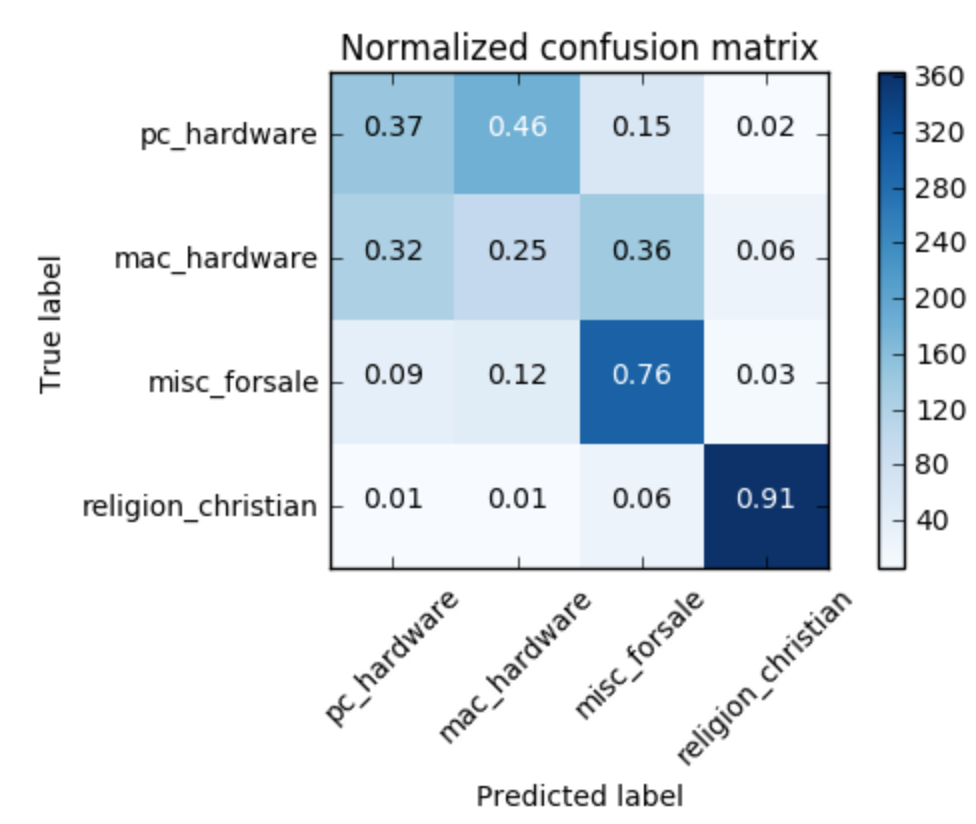 Normalized confusion matrix
True label
pc_hardware 0.37 0.46 0.15 0.02
mac_hardware 0.32 0.25 0.36 0.06
misc_forsale 0.09 0.12 0.76 0.03
religion_christian 0.01 0.01 0.06 0.91
pc_hardware
mac_hardware
misc_forsale
religion_christian
Predicted label
360
320
280
240
200
160
120
80
40